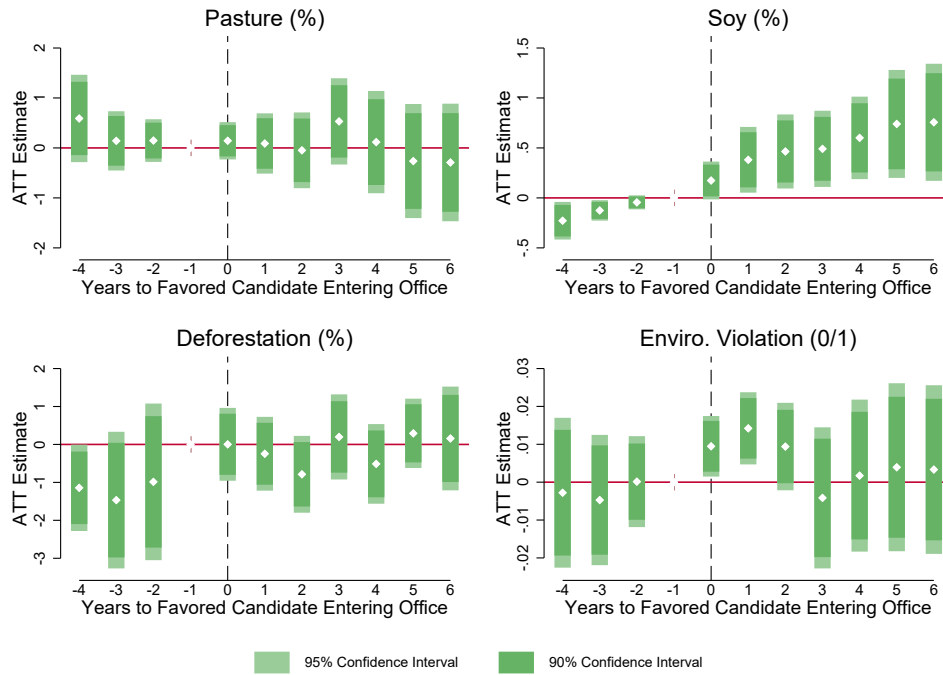 Pasture (%)
ATT Estimate
2
1
0
-1
-2
-4 -3 -2 -1 0 1 2 3 4 5 6
Years to Favored Candidate Entering Office
Soy (%)
ATT Estimate
1.5
1
.5
0
-.5
-4 -3 -2 -1 0 1 2 3 4 5 6
Years to Favored Candidate Entering Office
Deforestation (%)
ATT Estimate
2
1
0
-1
-2
-3
-4 -3 -2 -1 0 1 2 3 4 5 6
Years to Favored Candidate Entering Office
Enviro. Violation (0/1)
ATT Estimate
.03
.02
.01
0
-.01
-.02
-4 -3 -2 -1 0 1 2 3 4 5 6
Years to Favored Candidate Entering Office
95% Confidence Interval 90% Confidence Interval